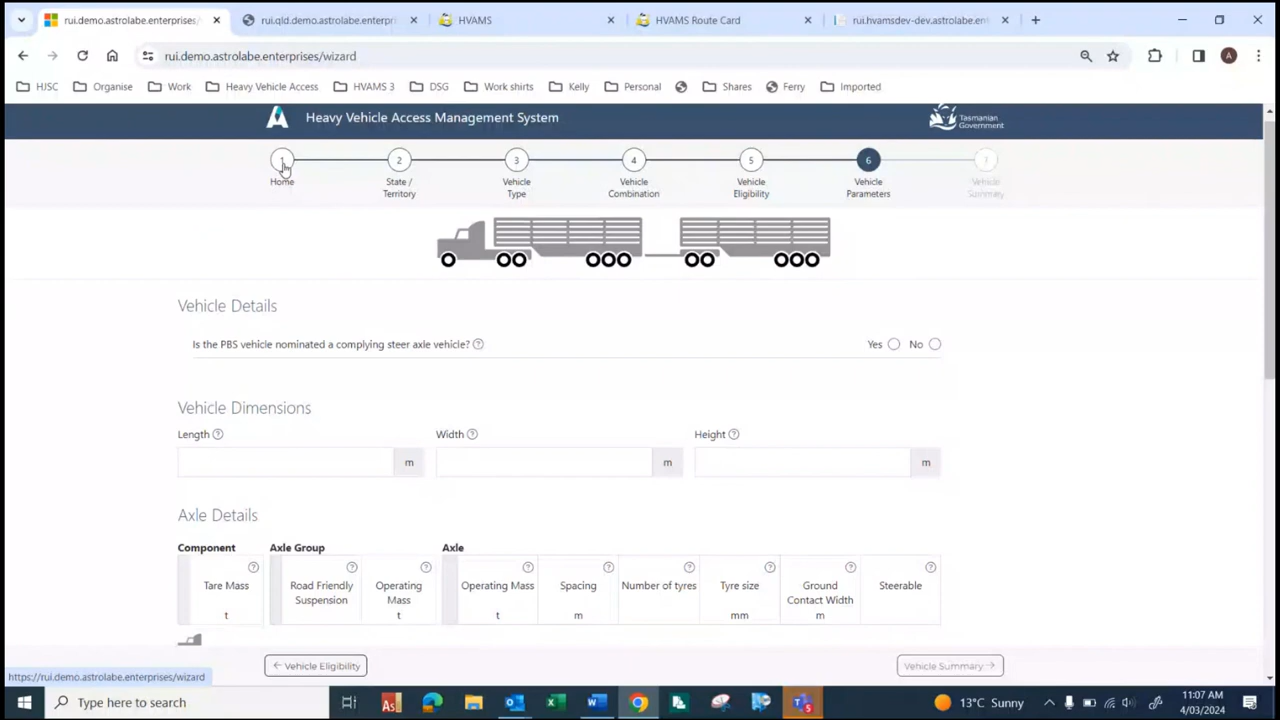 rui.demo.astrolabe.enterprises/
rui.qld.demo.astrolabe.enterpri
HVAMS
HVAMS Route Card
rui.hvamsdev-dev.astrolabe.ent
rui.demo.astrolabe.enterprises/wizard
A
HJSC
Organise
Work
Heavy Vehicle Access
HVAMS 3
DSG
Work shirts
Kelly
Personal
Shares
Ferry
Imported
Heavy Vehicle Access Management System
Tasmanian
Government
1 2 3 4 5 6 7
Home
State /
Territory
Vehicle
Type
Vehicle
Combination
Vehicle
Eligibility
Vehicle
Parameters
Vehicle
Summary
Vehicle Details
Is the PBS vehicle nominated a complying steer axle vehicle? ?
Yes No
Vehicle Dimensions
Length ? Width ? Height ?
m m m
Axle Details
Component Axle Group Axle
? ? ? ? ? ? ? ?
Tare Mass
t
Road Friendly
Suspension
Operating
Mass
t
Operating Mass
t
Spacing
m
Number of tyres
Tyre size
mm
Ground
Contact Width
m
Steerable
← Vehicle Eligibility
Vehicle Summary →
https://rui.demo.astrolabe.enterprises/wizard
Type here to search
As
13°C Sunny
11:07 AM
4/03/2024